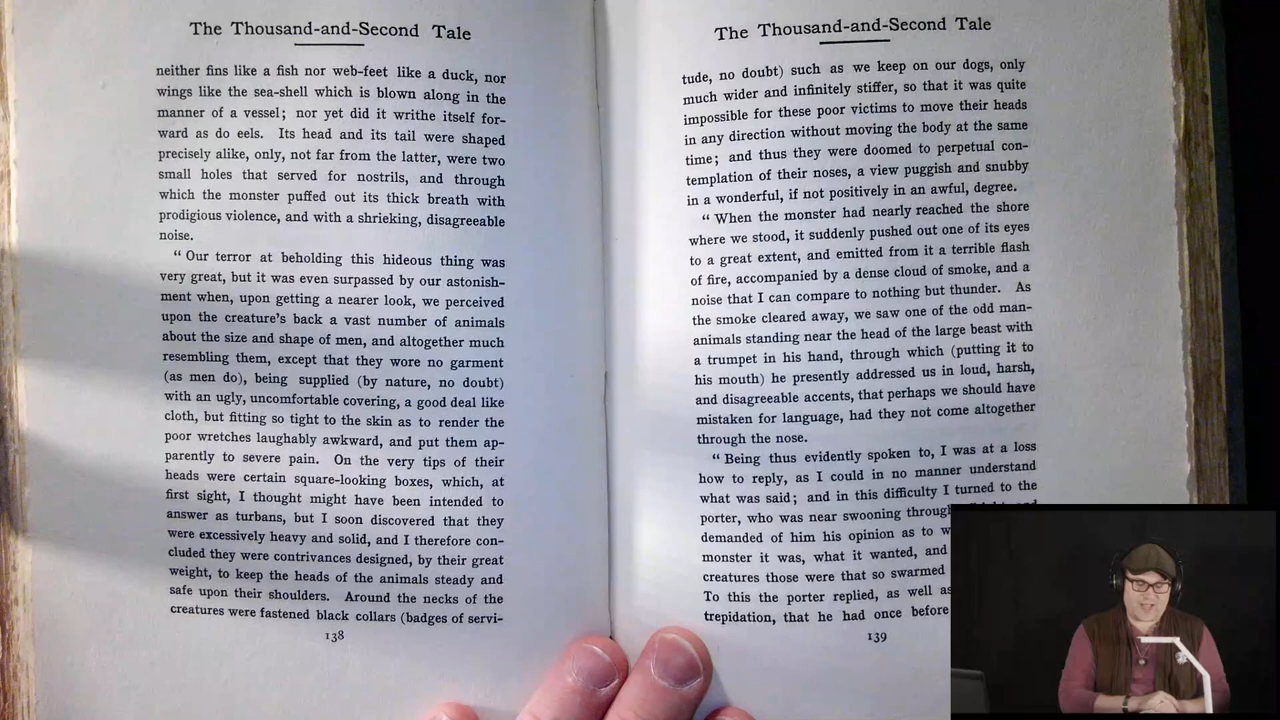 The Thousand-and-Second Tale
neither fins like a fish nor web-feet like a duck, nor
wings like the sea-shell which is blown along in the
manner of a vessel; nor yet did it writhe itself for-
ward as do eels. Its head and its tail were shaped
precisely alike, only, not far from the latter, were two
small holes that served for nostrils, and through
which the monster puffed out its thick breath with
prodigious violence, and with a shrieking, disagreeable
noise.
“ Our terror at beholding this hideous thing was
very great, but it was even surpassed by our astonish-
ment when, upon getting a nearer look, we perceived
upon the creature’s back a vast number of animals
about the size and shape of men, and altogether much
resembling them, except that they wore no garment
(as men do), being supplied (by nature, no doubt)
with an ugly, uncomfortable covering, a good deal like
cloth, but fitting so tight to the skin as to render the
poor wretches laughably awkward, and put them ap-
parently to severe pain. On the very tips of their
heads were certain square-looking boxes, which, at
first sight, I thought might have been intended to
answer as turbans, but I soon discovered that they
were excessively heavy and solid, and I therefore con-
cluded they were contrivances designed, by their great
weight, to keep the heads of the animals steady and
safe upon their shoulders. Around the necks of the
creatures were fastened black collars (badges of servi-
138
The Thousand-and-Second Tale
tude, no doubt) such as we keep on our dogs, only
much wider and infinitely stiffer, so that it was quite
impossible for these poor victims to move their heads
in any direction without moving the body at the same
time; and thus they were doomed to perpetual con-
templation of their noses, a view puggish and snubby
in a wonderful, if not positively in an awful, degree.
“ When the monster had nearly reached the shore
where we stood, it suddenly pushed out one of its eyes
to a great extent, and emitted from it a terrible flash
of fire, accompanied by a dense cloud of smoke, and a
noise that I can compare to nothing but thunder. As
the smoke cleared away, we saw one of the odd man-
animals standing near the head of the large beast with
a trumpet in his hand, through which (putting it to
his mouth) he presently addressed us in loud, harsh,
and disagreeable accents, that perhaps we should have
mistaken for language, had they not come altogether
through the nose.
“ Being thus evidently spoken to, I was at a loss
how to reply, as I could in no manner understand
what was said; and in this difficulty I turned to the
porter, who was near swooning through
demanded of him his opinion as to
monster it was, what it wanted, and
creatures those were that so swarmed
To this the porter replied, as well as
trepidation, that he had once before
139